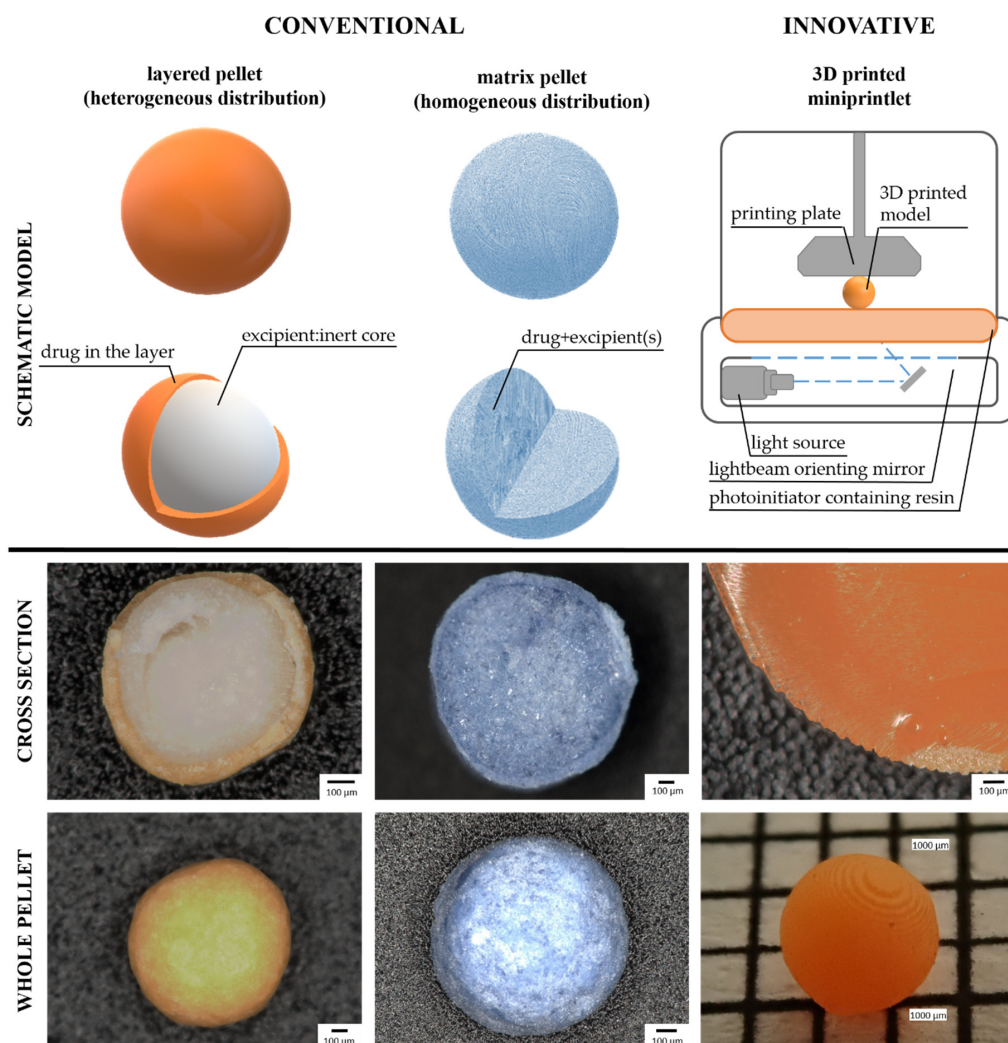 CONVENTIONAL
INNOVATIVE
layered pellet
(heterogeneous distribution)
matrix pellet
(homogeneous distribution)
3D printed
miniprintlet
SCHEMATIC MODEL
printing plate
3D printed
model
drug in the layer
excipient:inert core
drug+excipient(s)
light source
lightbeam orienting mirror
photoinitiator containing resin
CROSS SECTION
100 µm
100 µm
100 µm
WHOLE PELLET
100 µm
100 µm
1000 µm
1000 µm